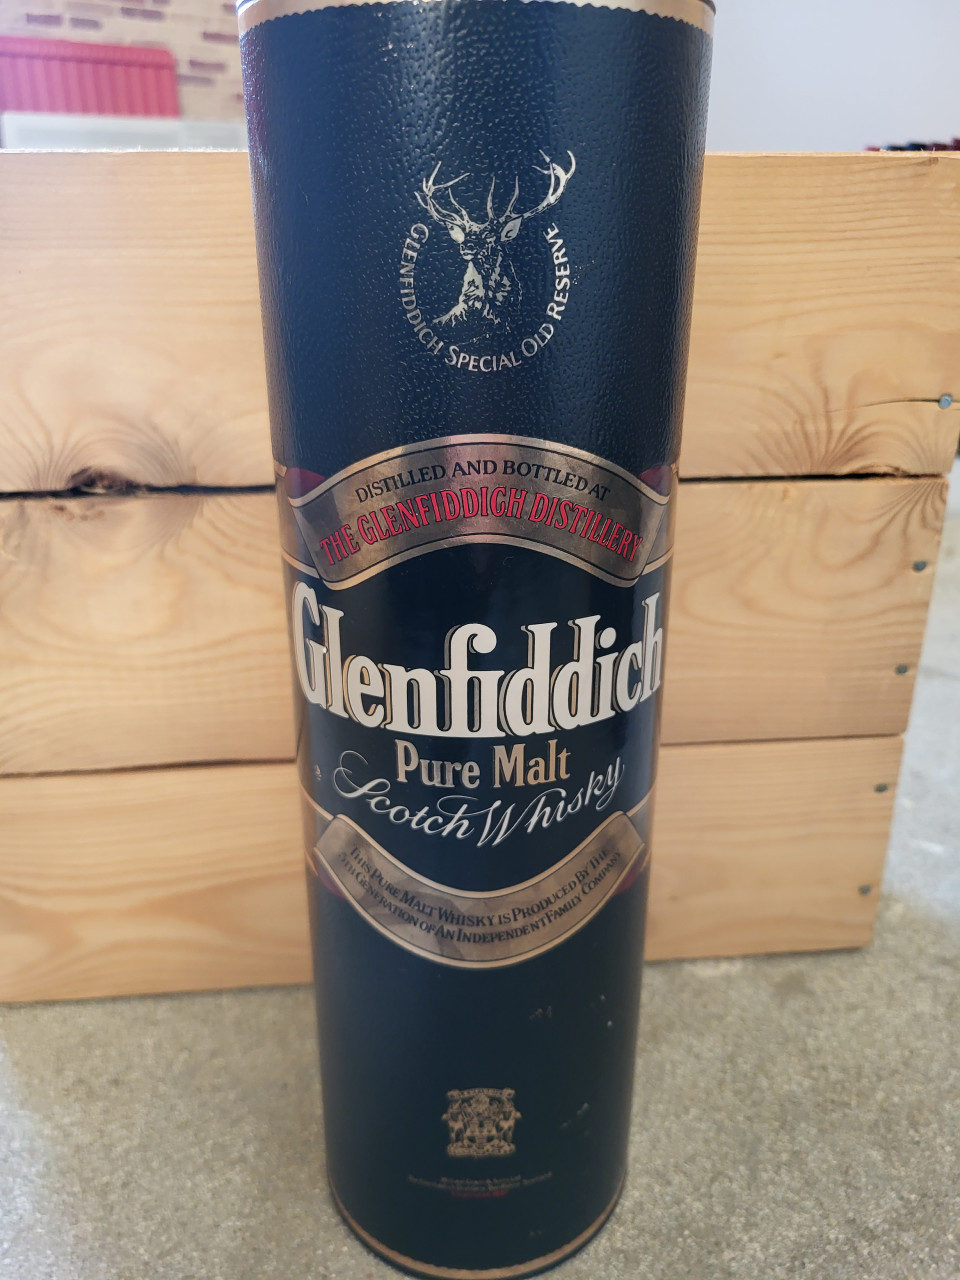 GLENFIDDICH SPECIAL OLD RESERVE
DISTILLED AND BOTTLED AT
THE GLENFIDDICH DISTILLERY
Glenfiddich
Pure Malt
Scotch Whisky
THIS PURE MALT WHISKY IS PRODUCED BY THE
5TH GENERATION OF AN INDEPENDENT FAMILY COMPANY